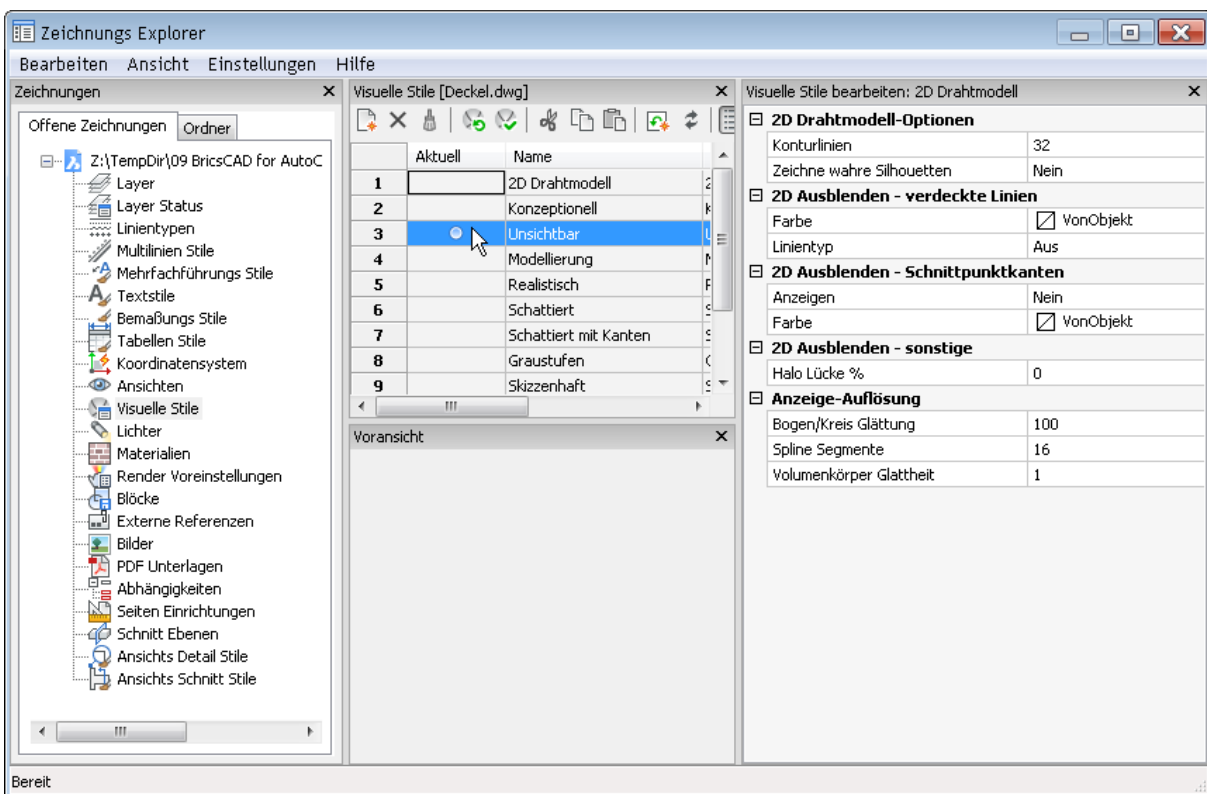 Zeichnungs Explorer
Bearbeiten Ansicht Einstellungen Hilfe
Zeichnungen
Offene Zeichnungen Ordner
Z:\TempDir\09 BricsCAD for AutoC
Layer
Layer Status
Linientypen
Multilinien Stile
Mehrfachführungs Stile
Textstile
Bemaßungs Stile
Tabellen Stile
Koordinatensystem
Ansichten
Visuelle Stile
Lichter
Materialien
Render Voreinstellungen
Blöcke
Externe Referenzen
Bilder
PDF Unterlagen
Abhängigkeiten
Seiten Einrichtungen
Schnitt Ebenen
Ansichts Detail Stile
Ansichts Schnitt Stile
Visuelle Stile [Deckel.dwg]
Aktuell Name
1 2D Drahtmodell
2 Konzeptionell
3 Unsichtbar
4 Modellierung
5 Realistisch
6 Schattiert
7 Schattiert mit Kanten
8 Graustufen
9 Skizzenhaft
Voransicht
Visuelle Stile bearbeiten: 2D Drahtmodell
2D Drahtmodell-Optionen
Konturlinien 32
Zeichne wahre Silhouetten Nein
2D Ausblenden - verdeckte Linien
Farbe VonObjekt
Linientyp Aus
2D Ausblenden - Schnittpunktkanten
Anzeigen Nein
Farbe VonObjekt
2D Ausblenden - sonstige
Halo Lücke % 0
Anzeige-Auflösung
Bogen/Kreis Glättung 100
Spline Segmente 16
Volumenkörper Glattheit 1
Bereit